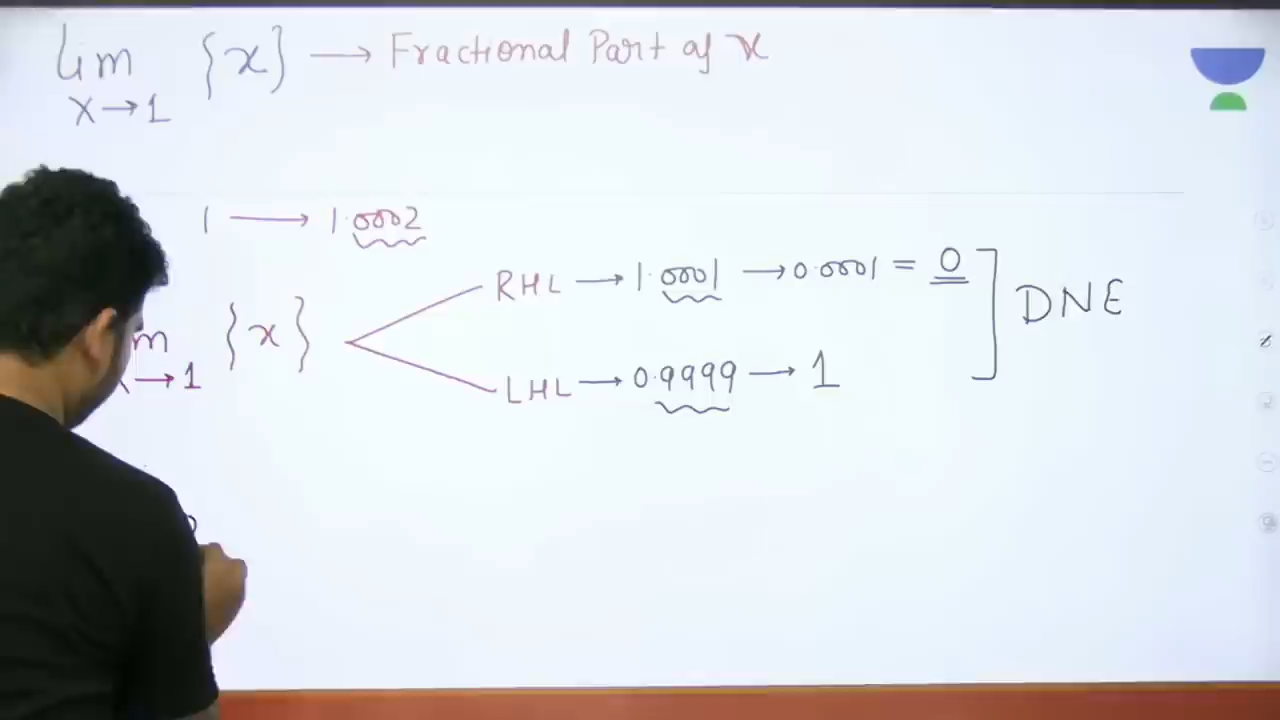 lim {x} → Fractional Part of x
x→1
1 → 1.0002
RHL → 1.0001 → 0.0001 = 0
{x}
DNE
→1
LHL → 0.9999 → 1